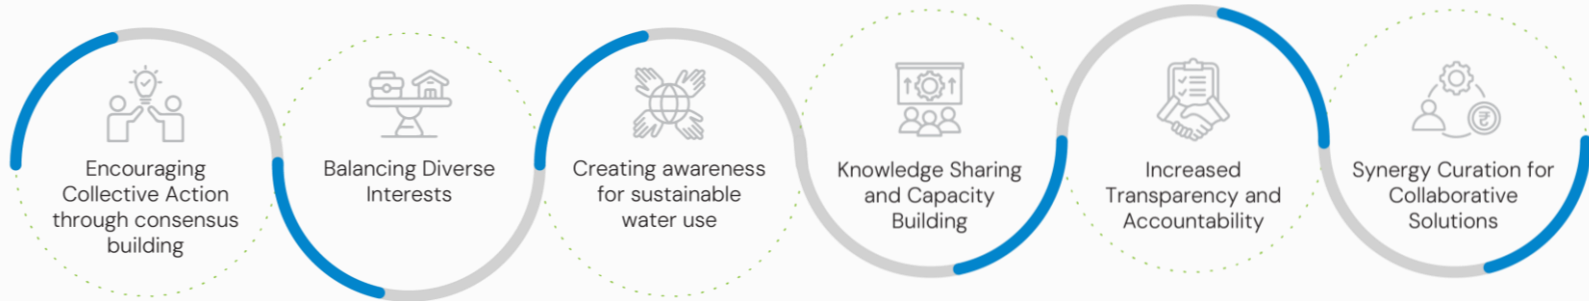 Encouraging
Collective Action
through consensus
building
Balancing Diverse
Interests
Creating awareness
for sustainable
water use
Knowledge Sharing
and Capacity
Building
Increased
Transparency and
Accountability
Synergy Curation for
Collaborative
Solutions
₹